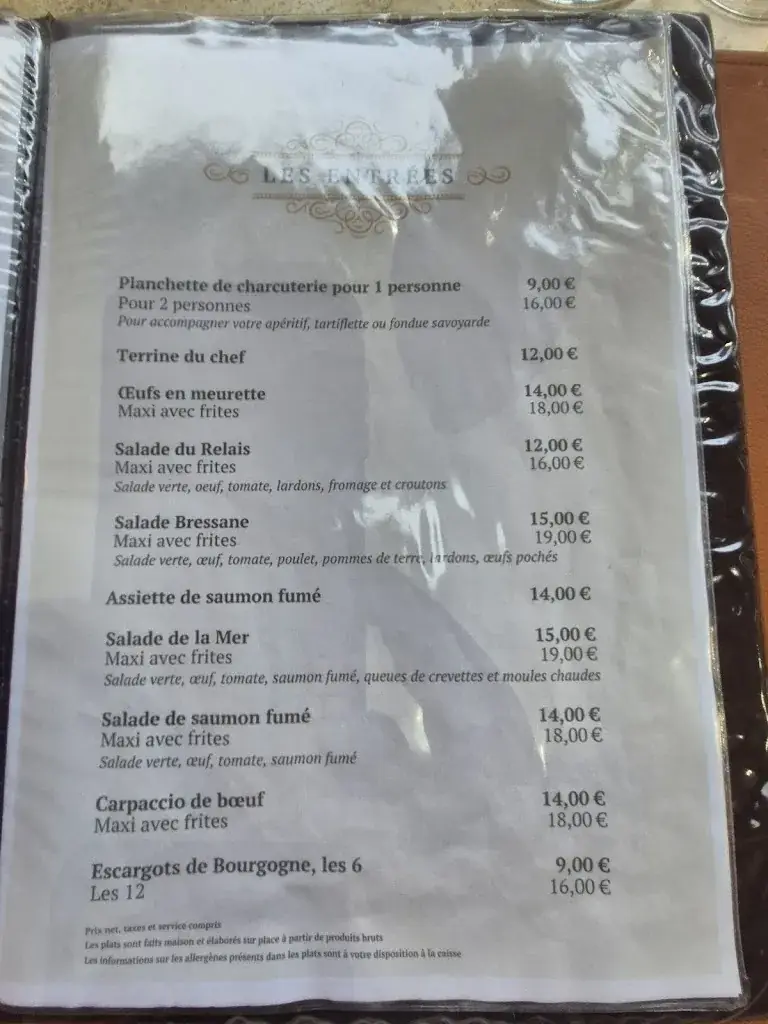 LES ENTRÉES
Planchette de charcuterie pour 1 personne 9,00 €
Pour 2 personnes 16,00 €
Pour accompagner votre apéritif, tartiflette ou fondue savoyarde
Terrine du chef 12,00 €
Œufs en meurette 14,00 €
Maxi avec frites 18,00 €
Salade du Relais 12,00 €
Maxi avec frites 16,00 €
Salade verte, oeuf, tomate, lardons, fromage et croutons
Salade Bressane 15,00 €
Maxi avec frites 19,00 €
Salade verte, œuf, tomate, poulet, pommes de terre, lardons, œufs pochés
Assiette de saumon fumé 14,00 €
Salade de la Mer 15,00 €
Maxi avec frites 19,00 €
Salade verte, œuf, tomate, saumon fumé, queues de crevettes et moules chaudes
Salade de saumon fumé 14,00 €
Maxi avec frites 18,00 €
Salade verte, œuf, tomate, saumon fumé
Carpaccio de bœuf 14,00 €
Maxi avec frites 18,00 €
Escargots de Bourgogne, les 6 9,00 €
Les 12 16,00 €
Prix net, taxes et service compris
Les plats sont faits maison et élaborés sur place à partir de produits bruts
Les informations sur les allergènes présents dans les plats sont à votre disposition à la caisse